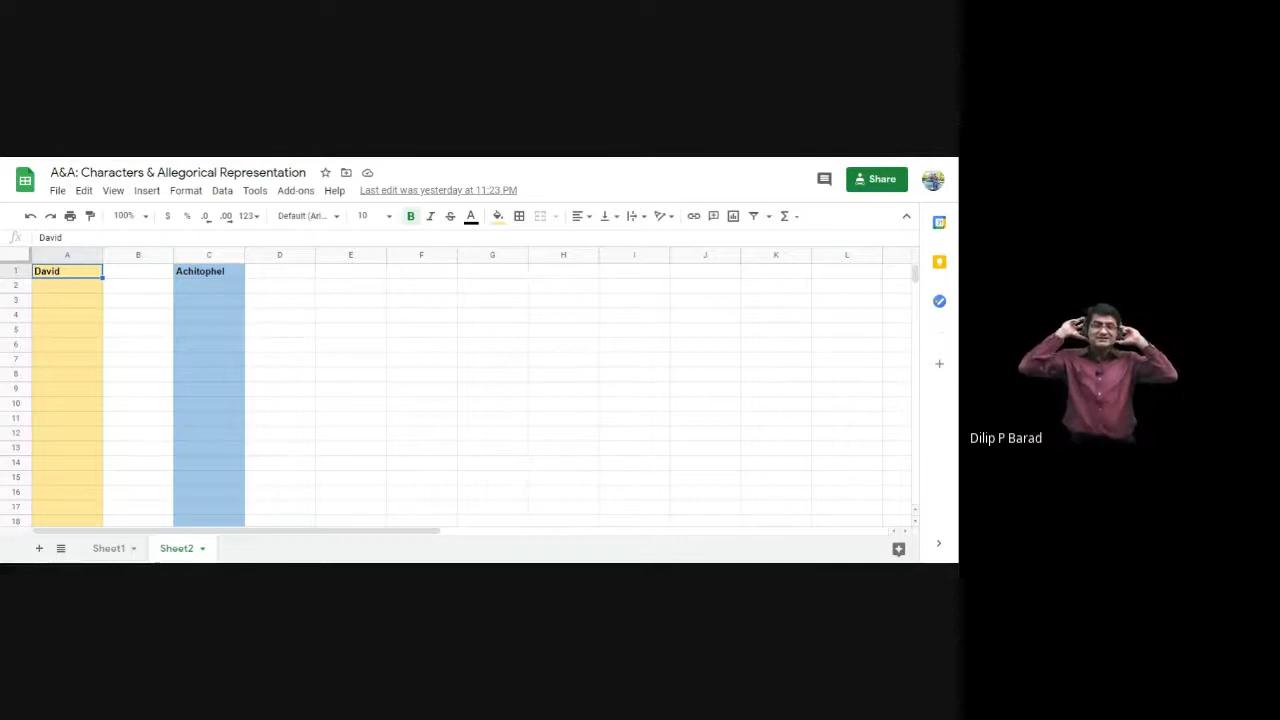 A&A: Characters & Allegorical Representation
File Edit View Insert Format Data Tools Add-ons Help Last edit was yesterday at 11:23 PM
Share
100% $ % .0 .00 123 Default (Ari... 10 B I S A Σ
fx David
A B C D E F G H I J K L
1 David Achitophel
2
3
4
5
6
7
8
9
10
11
12
13
14
15
16
17
18
Sheet1 Sheet2
Dilip P Barad